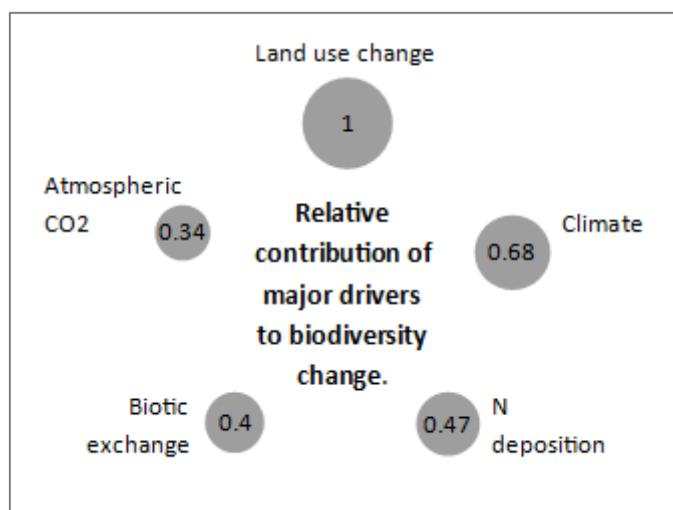 Land use change
1
Atmospheric
CO2
0.34
Relative
contribution of
major drivers
to biodiversity
change.
Climate
0.68
Biotic
exchange
0.4
0.47
N
deposition